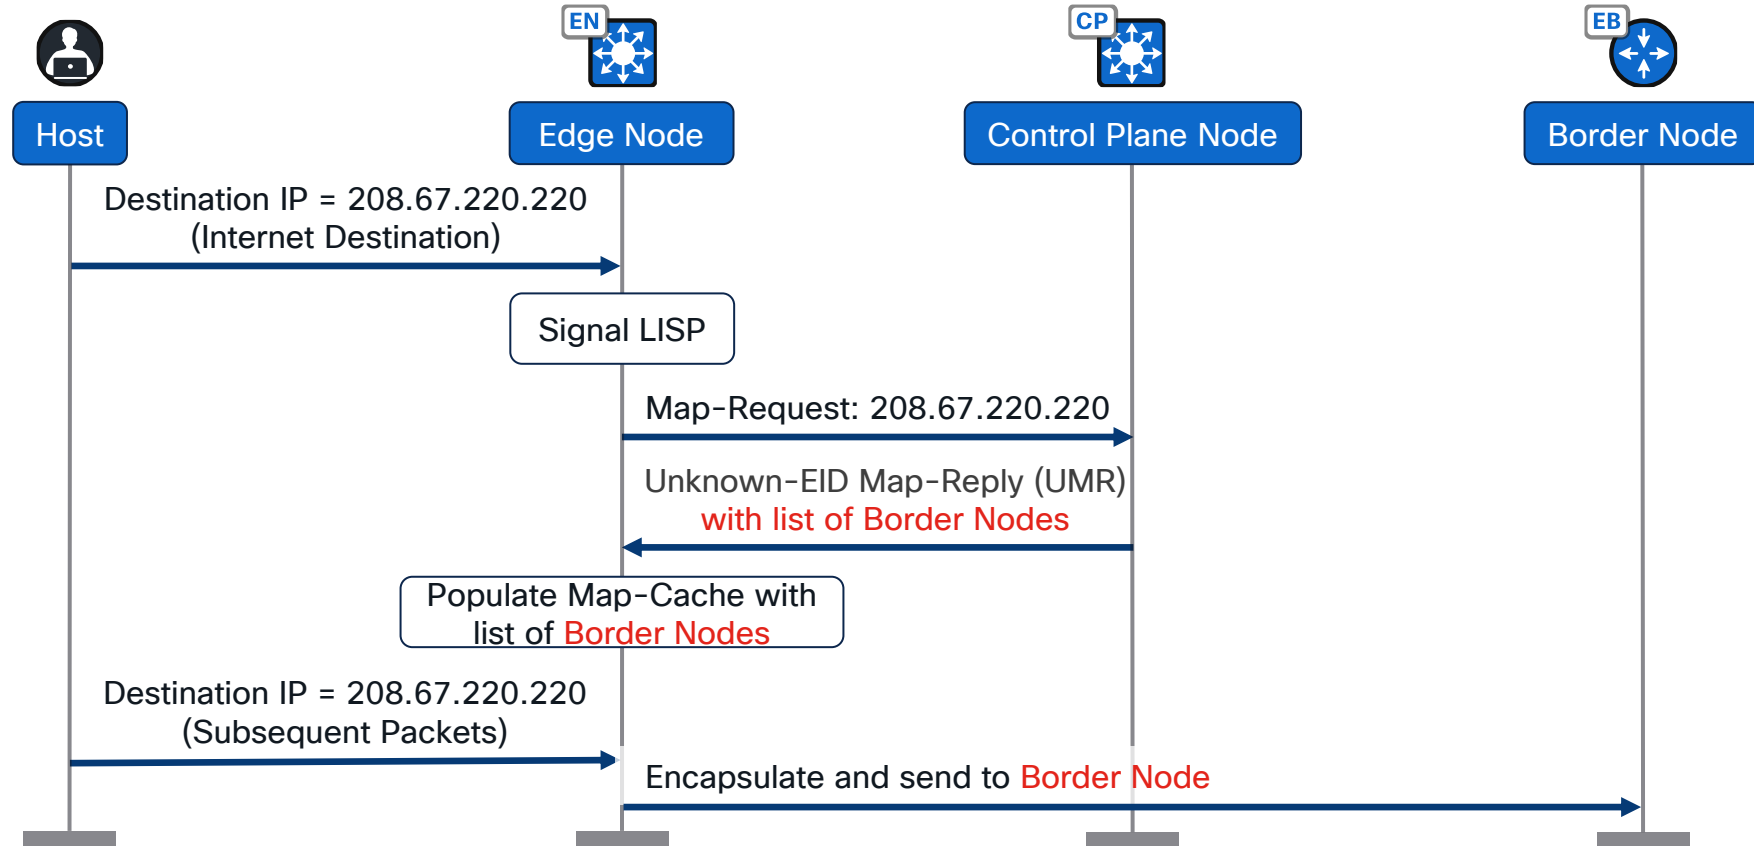 EN
CP
EB
Host
Edge Node
Control Plane Node
Border Node
Destination IP = 208.67.220.220
(Internet Destination)
Signal LISP
Map-Request: 208.67.220.220
Unknown-EID Map-Reply (UMR)
with list of Border Nodes
Populate Map-Cache with
list of Border Nodes
Destination IP = 208.67.220.220
(Subsequent Packets)
Encapsulate and send to Border Node